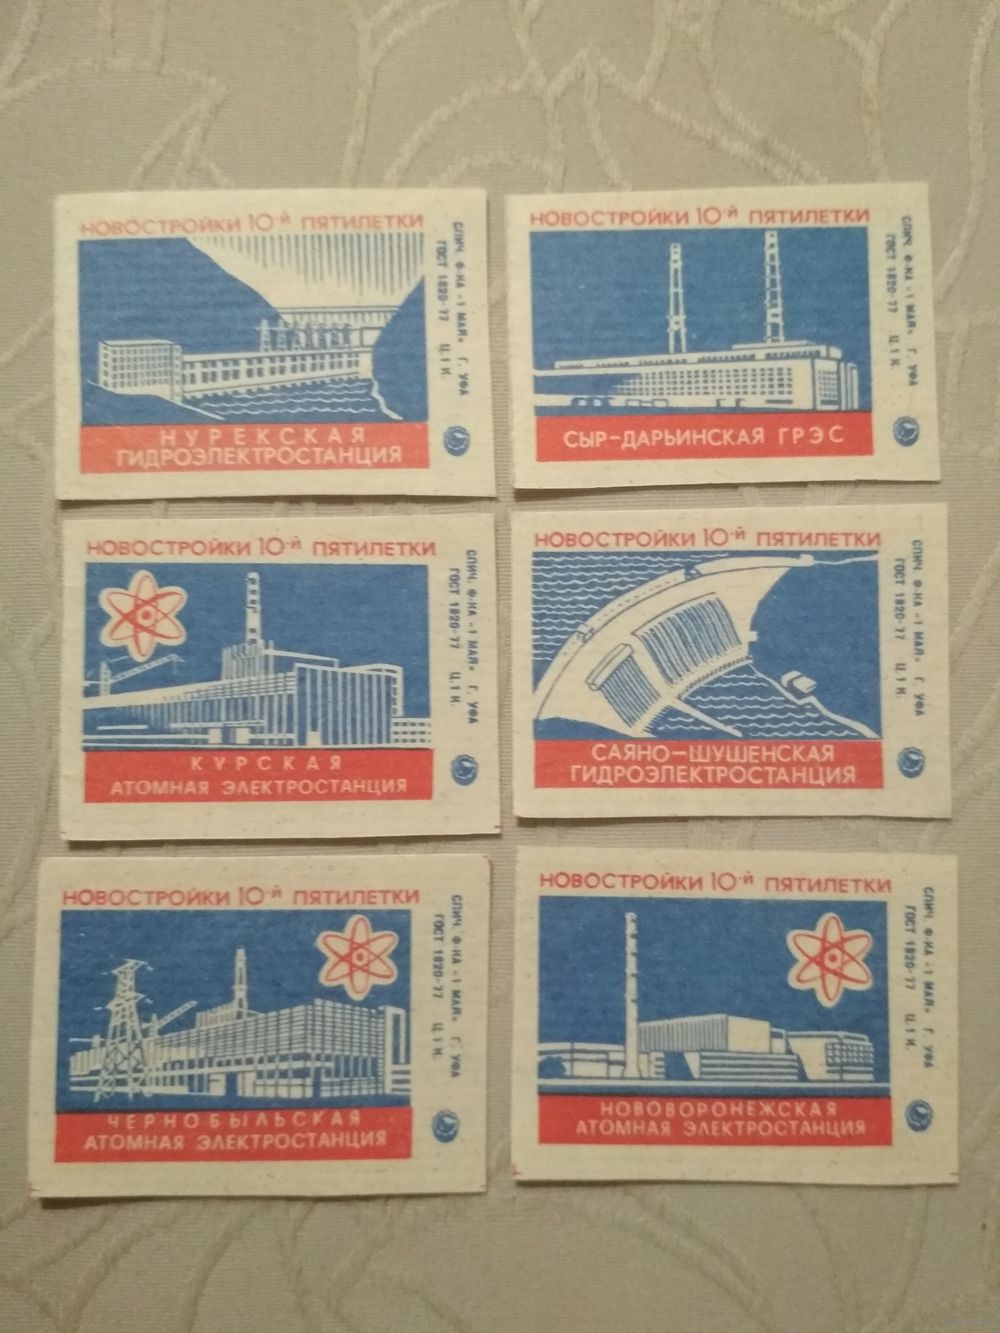 НОВОСТРОЙКИ 10-й ПЯТИЛЕТКИ
НУРЕКСКАЯ
ГИДРОЭЛЕКТРОСТАНЦИЯ
СПИЧ. Ф-КА «1 МАЯ» Г. УФА
ГОСТ 1820-77 Ц. 1 К.
НОВОСТРОЙКИ 10-й ПЯТИЛЕТКИ
СЫР-ДАРЬИНСКАЯ ГРЭС
СПИЧ. Ф-КА «1 МАЯ» Г. УФА
ГОСТ 1820-77 Ц. 1 К.
НОВОСТРОЙКИ 10-й ПЯТИЛЕТКИ
КУРСКАЯ
АТОМНАЯ ЭЛЕКТРОСТАНЦИЯ
СПИЧ. Ф-КА «1 МАЯ» Г. УФА
ГОСТ 1820-77 Ц. 1 К.
НОВОСТРОЙКИ 10-й ПЯТИЛЕТКИ
САЯНО-ШУШЕНСКАЯ
ГИДРОЭЛЕКТРОСТАНЦИЯ
СПИЧ. Ф-КА «1 МАЯ» Г. УФА
ГОСТ 1820-77 Ц. 1 К.
НОВОСТРОЙКИ 10-й ПЯТИЛЕТКИ
ЧЕРНОБЫЛЬСКАЯ
АТОМНАЯ ЭЛЕКТРОСТАНЦИЯ
СПИЧ. Ф-КА «1 МАЯ» Г. УФА
ГОСТ 1820-77 Ц. 1 К.
НОВОСТРОЙКИ 10-й ПЯТИЛЕТКИ
НОВОВОРОНЕЖСКАЯ
АТОМНАЯ ЭЛЕКТРОСТАНЦИЯ
СПИЧ. Ф-КА «1 МАЯ» Г. УФА
ГОСТ 1820-77 Ц. 1 К.